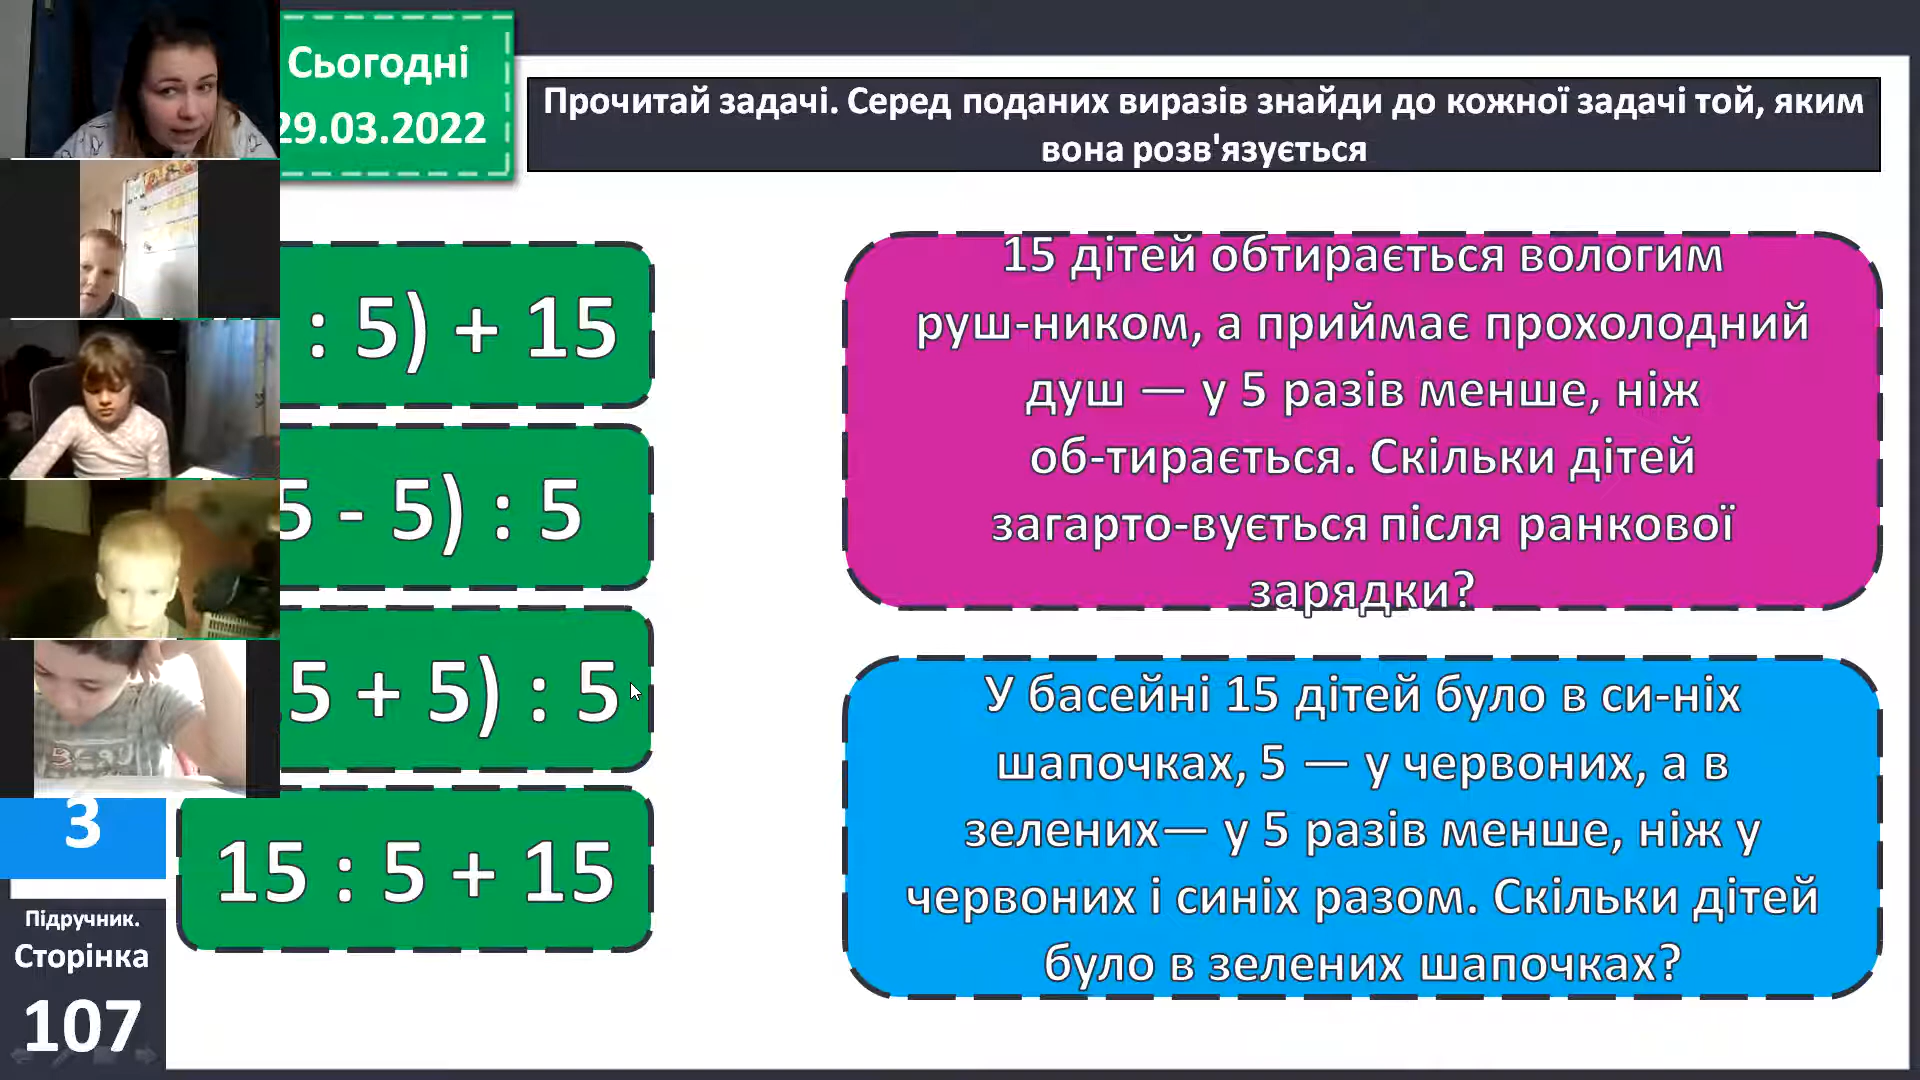 Сьогодні
29.03.2022
Прочитай задачі. Серед поданих виразів знайди до кожної задачі той, яким
вона розв'язується
: 5) + 15
5 - 5) : 5
5 + 5) : 5
15 : 5 + 15
15 дітей обтирається вологим
руш-ником, а приймає прохолодний
душ — у 5 разів менше, ніж
об-тирається. Скільки дітей
загарто-вується після ранкової
зарядки?
У басейні 15 дітей було в си-ніх
шапочках, 5 — у червоних, а в
зелених— у 5 разів менше, ніж у
червоних і синіх разом. Скільки дітей
було в зелених шапочках?
3
Підручник.
Сторінка
107